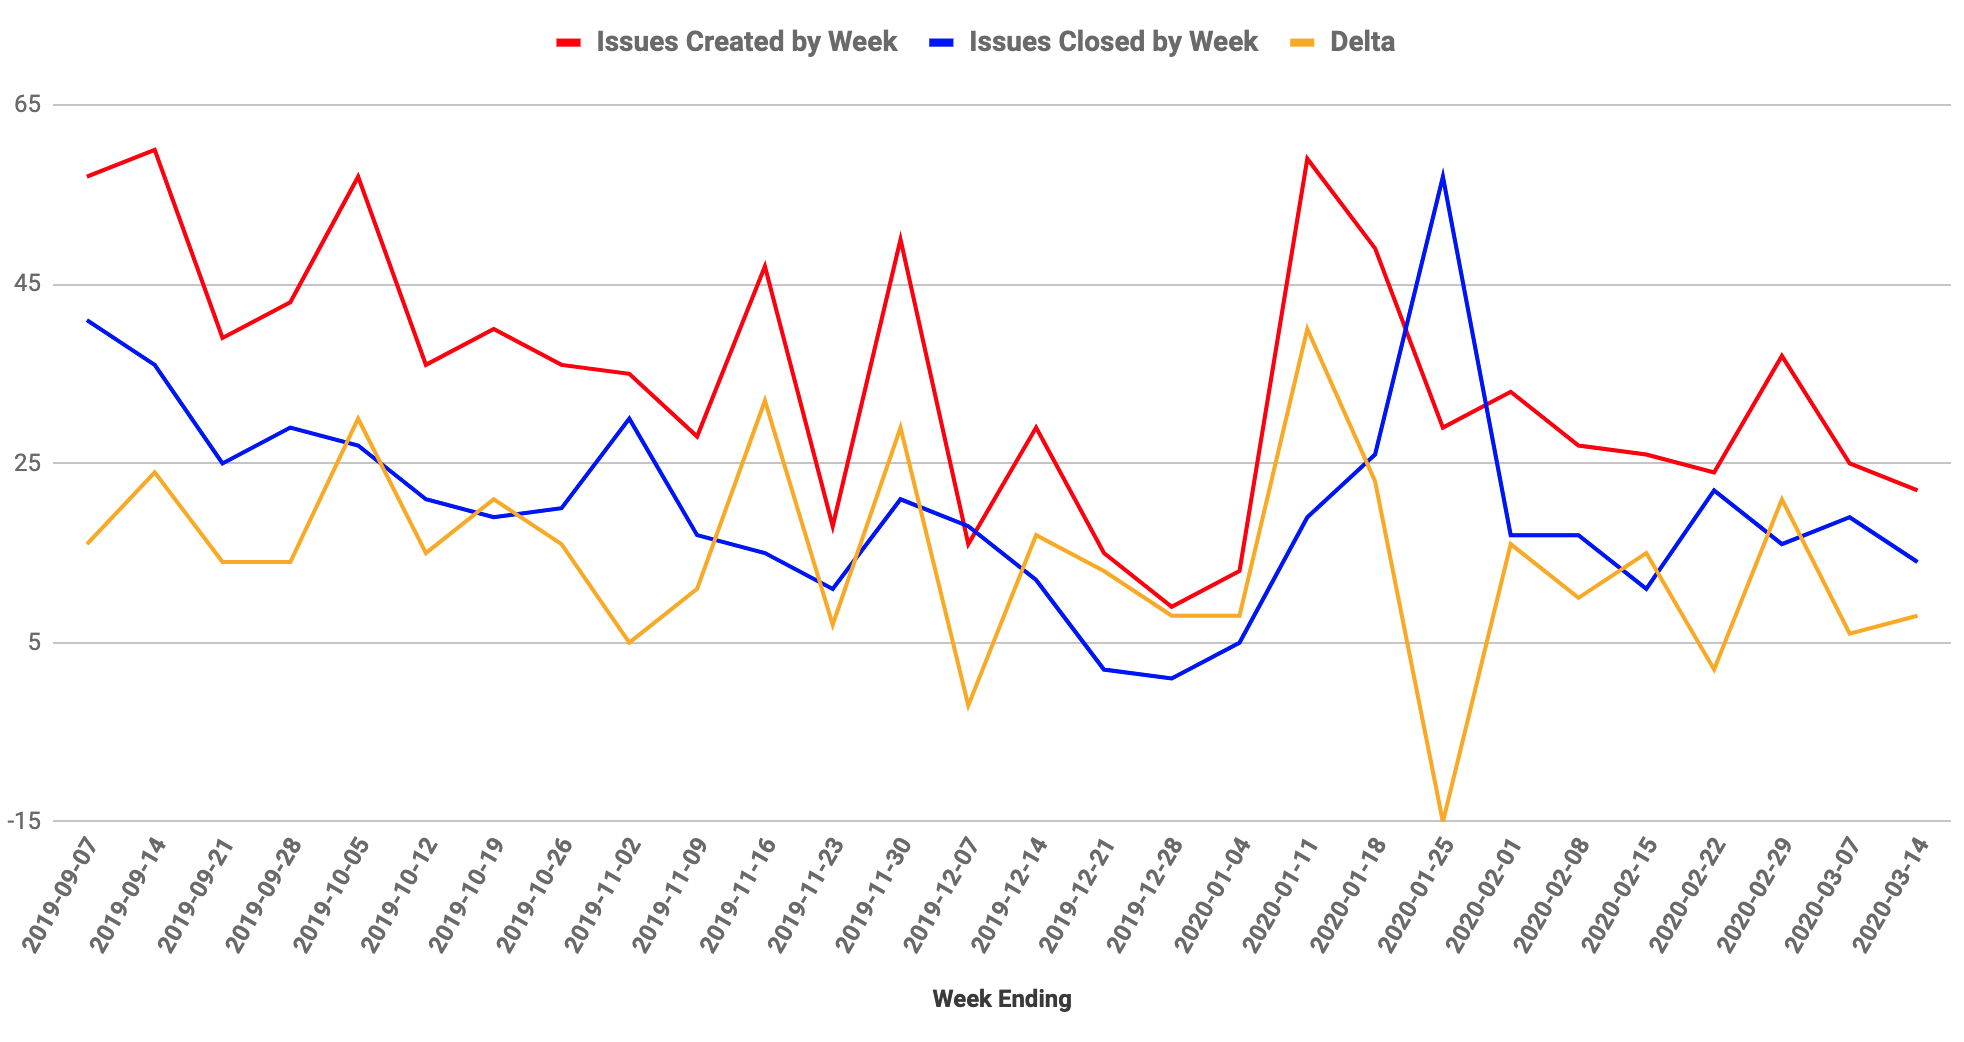 Issues Created by Week Issues Closed by Week Delta
65
45
25
5
-15
2019-09-07 2019-09-14 2019-09-21 2019-09-28 2019-10-05 2019-10-12 2019-10-19 2019-10-26 2019-11-02 2019-11-09 2019-11-16 2019-11-23 2019-11-30 2019-12-07 2019-12-14 2019-12-21 2019-12-28 2020-01-04 2020-01-11 2020-01-18 2020-01-25 2020-02-01 2020-02-08 2020-02-15 2020-02-22 2020-02-29 2020-03-07 2020-03-14
Week Ending